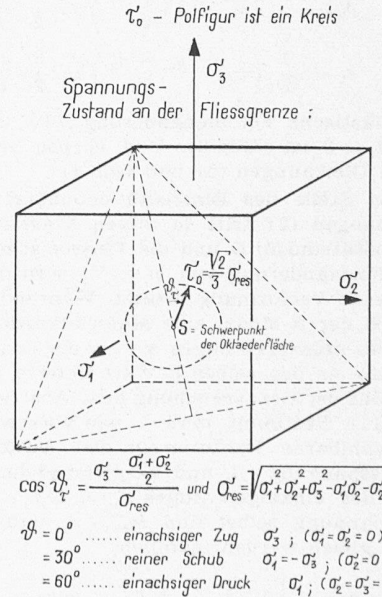 τ'₀ - Polfigur ist ein Kreis
σ'₃
Spannungs-
Zustand an der Fliessgrenze :
ϑ_τ'
τ'₀ = √2/3 σ'res
σ'₂
S = Schwerpunkt
der Oktaederfläche
σ'₁
cos ϑ_τ' = (σ'₃ - (σ'₁+σ'₂)/2) / σ'res und σ'res = √(σ'₁² + σ'₂² + σ'₃² - σ'₁σ'₂ - σ'₂
ϑ = 0° ...... einachsiger Zug σ'₃ ; (σ'₁ = σ'₂ = 0)
= 30° ...... reiner Schub σ'₁ = - σ'₃ ; (σ'₂ = 0
= 60° ...... einachsiger Druck σ'₁ ; (σ'₂ = σ'₃ =